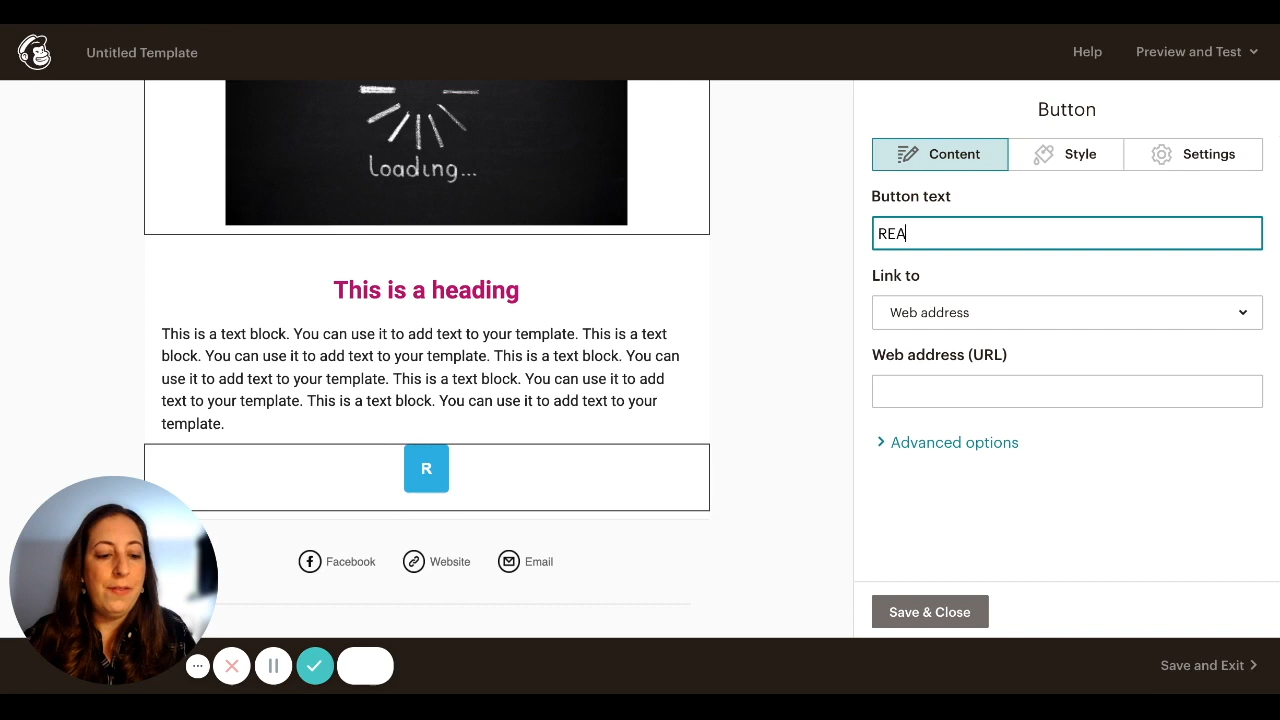 Untitled Template
Help
Preview and Test
loading...
This is a heading
This is a text block. You can use it to add text to your template. This is a text
block. You can use it to add text to your template. This is a text block. You can
use it to add text to your template. This is a text block. You can use it to add
text to your template. This is a text block. You can use it to add text to your
template.
R
Facebook
Website
Email
Button
Content
Style
Settings
Button text
REA
Link to
Web address
Web address (URL)
Advanced options
Save & Close
Save and Exit